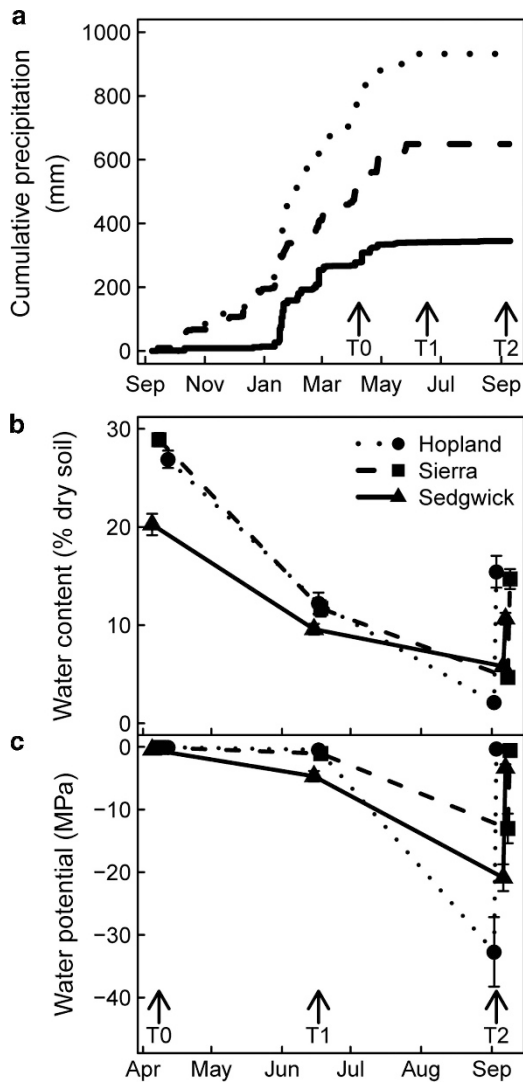 a
Cumulative precipitation
(mm)
1000
800
600
400
200
0
T0 T1 T2
Sep Nov Jan Mar May Jul Sep
b
Water content (% dry soil)
30
20
10
0
Hopland
Sierra
Sedgwick
c
Water potential (MPa)
0
−10
−20
−30
−40
T0 T1 T2
Apr May Jun Jul Aug Sep